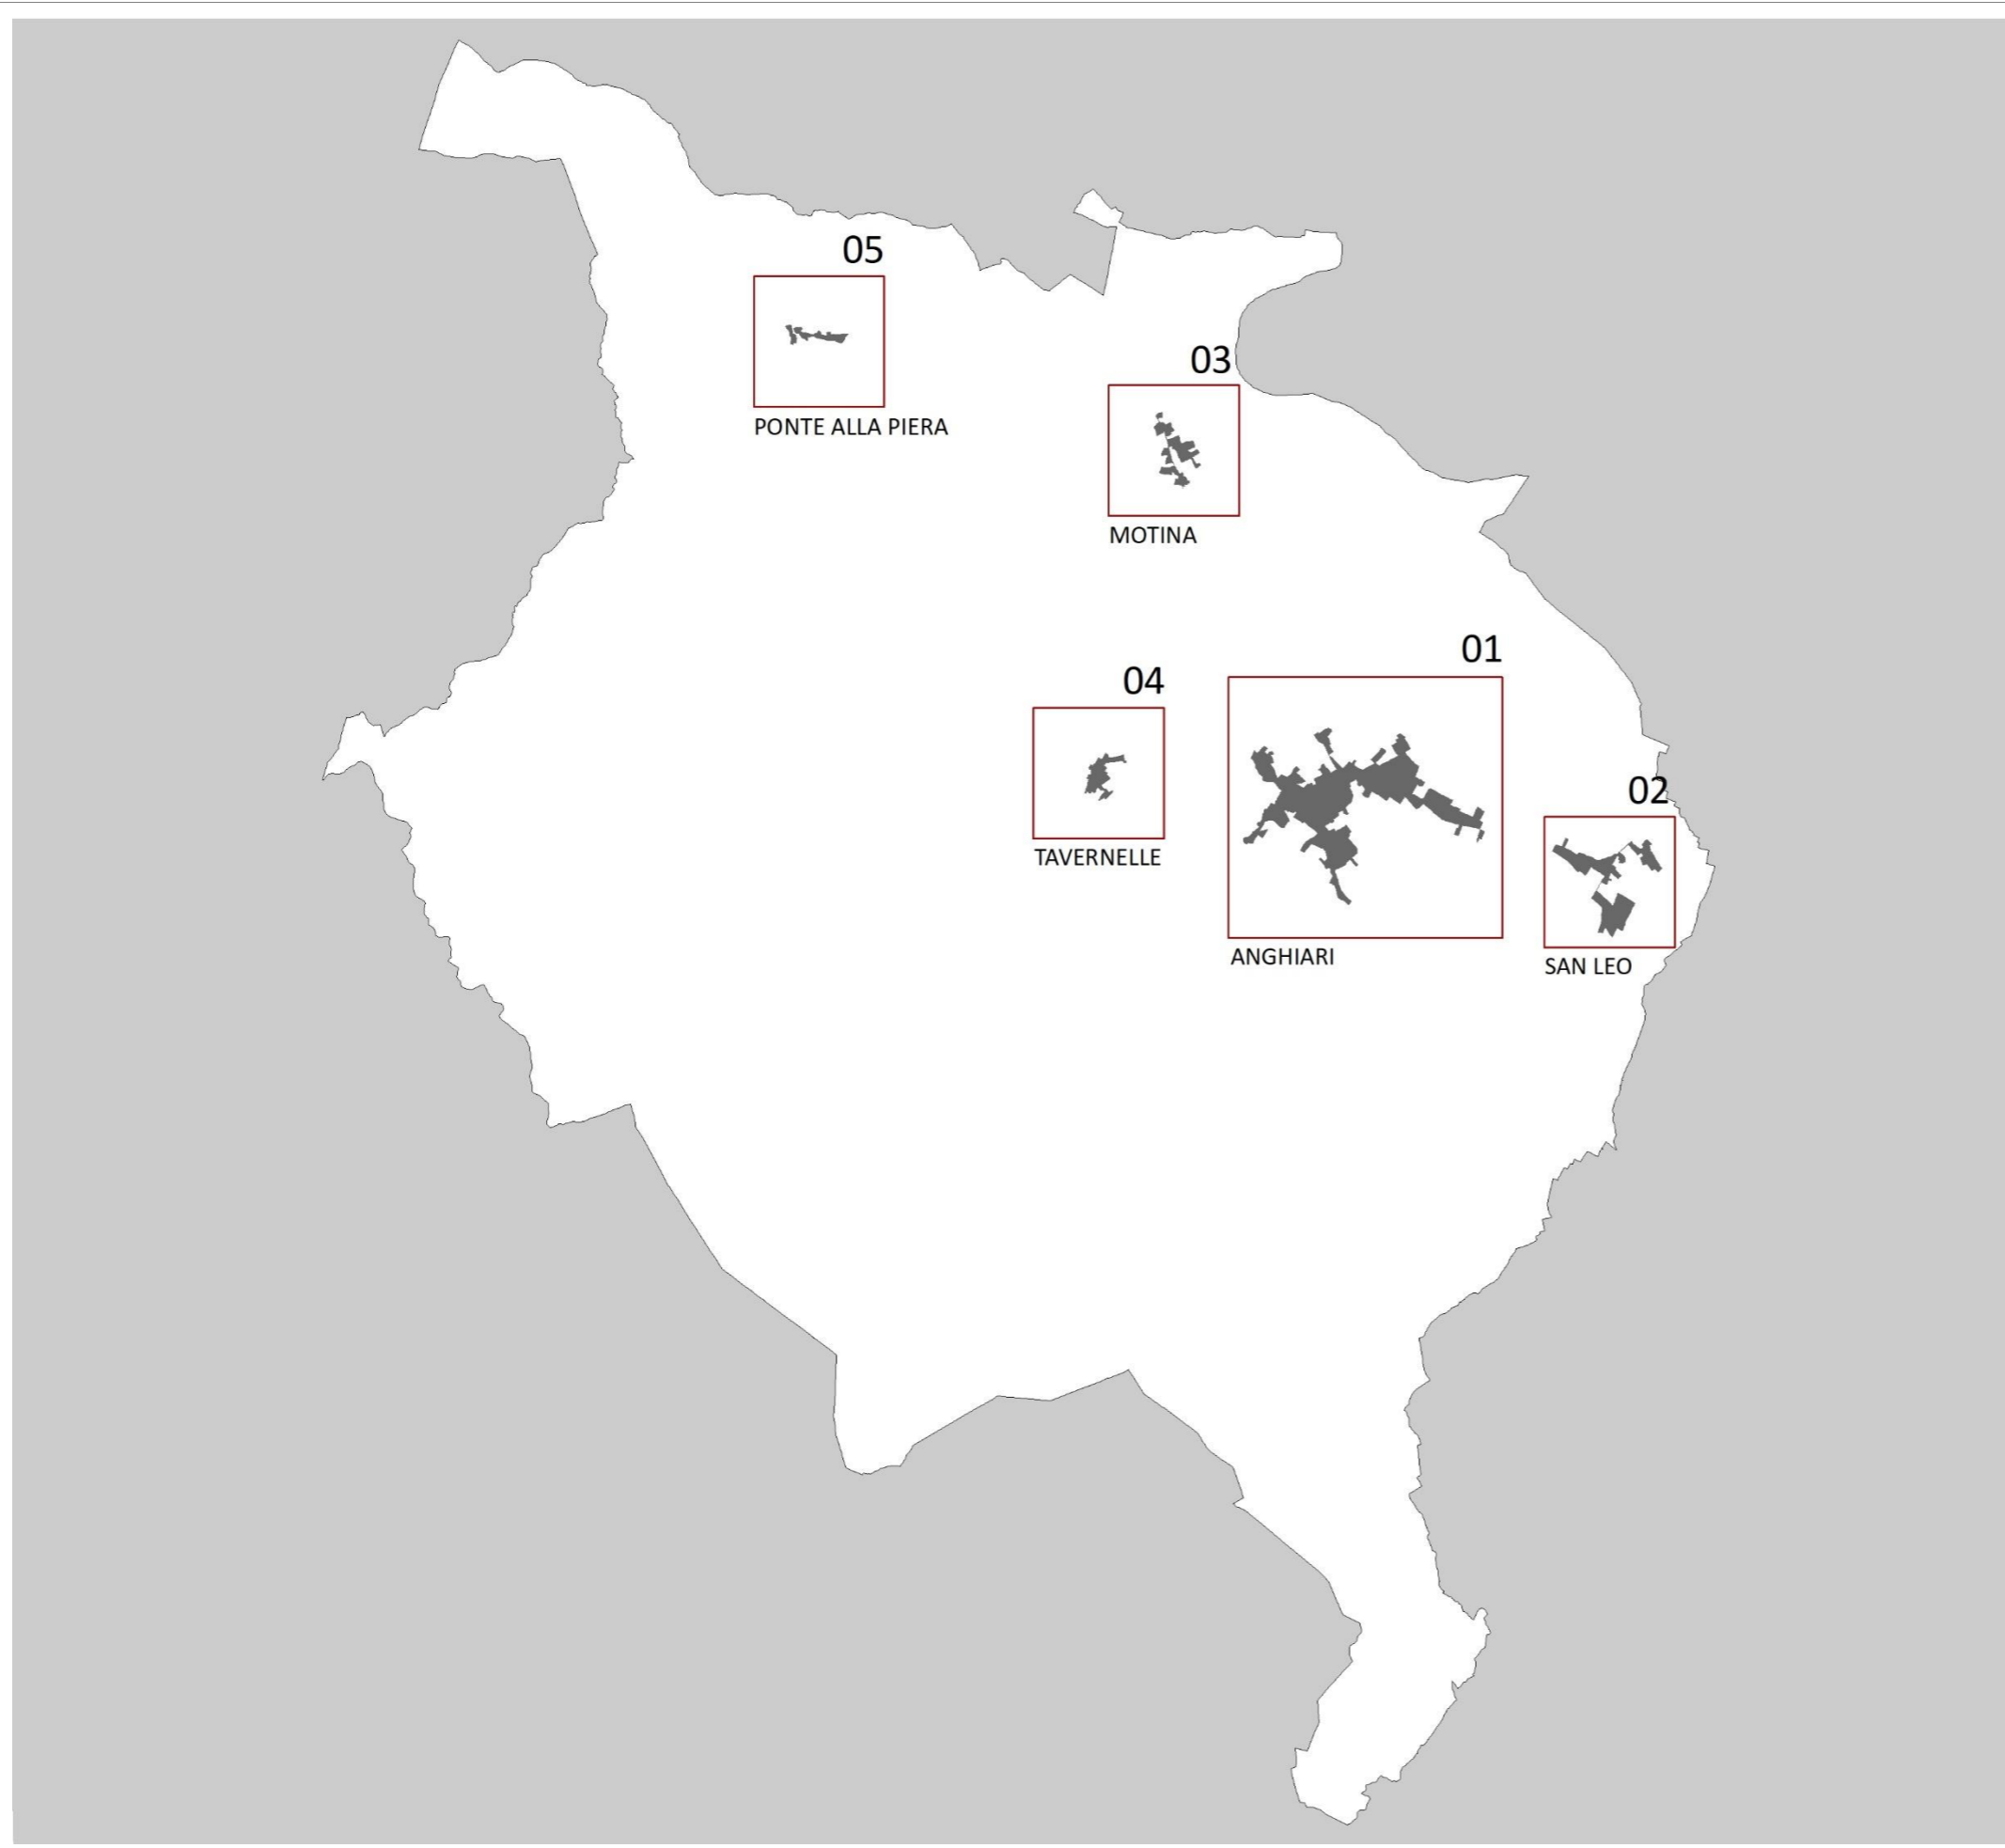 05
PONTE ALLA PIERA
03
MOTINA
01
04
TAVERNELLE
02
ANGHIARI
SAN LEO